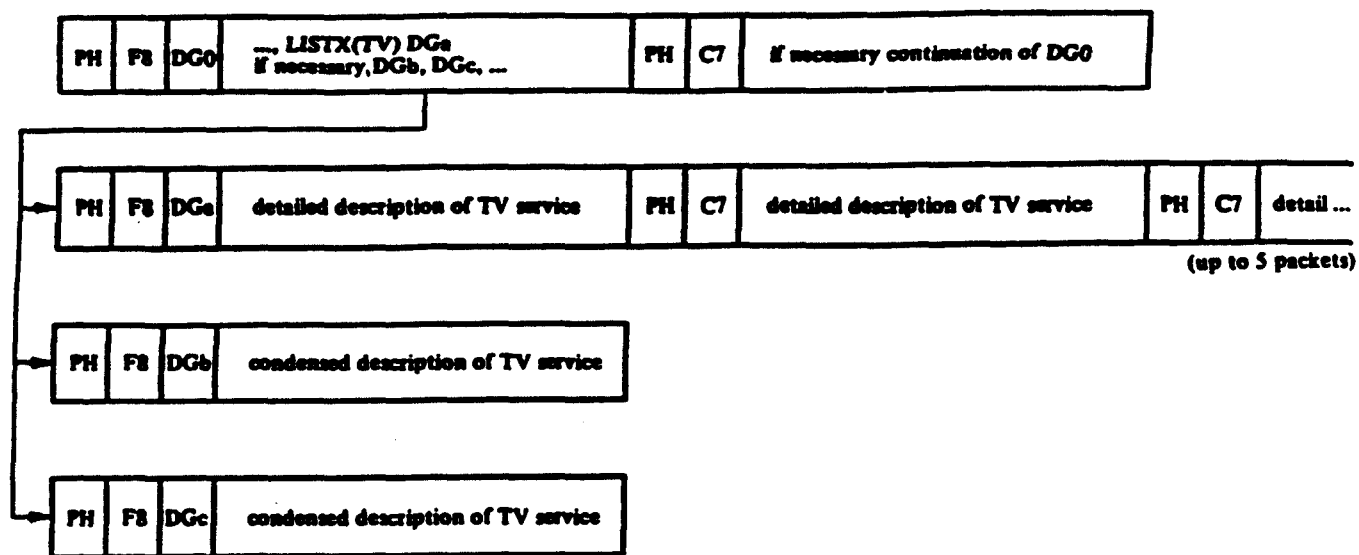 PH F8 DG0 ..., LISTX(TV) DGa
if necessary, DGb, DGc, ... PH C7 if necessary continuation of DG0
PH F8 DGa detailed description of TV service PH C7 detailed description of TV service PH C7 detail ...
(up to 5 packets)
PH F8 DGb condensed description of TV service
PH F8 DGc condensed description of TV service